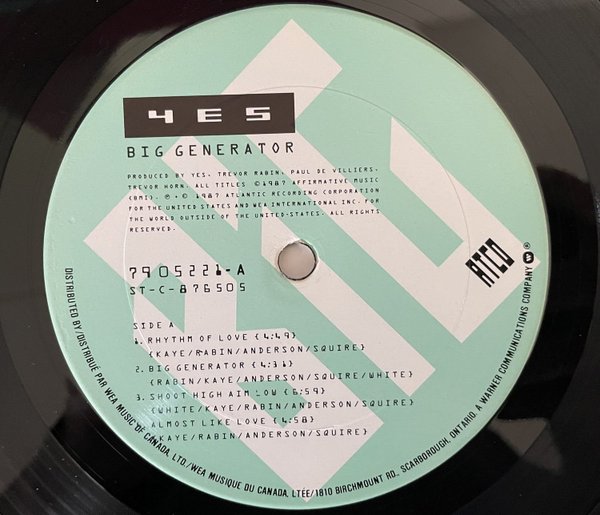 YES
BIG GENERATOR
PRODUCED BY YES, TREVOR RABIN, PAUL DE VILLIERS,
TREVOR HORN. ALL TITLES ©1987 AFFIRMATIVE MUSIC
(BMI). ℗ • © 1987 ATLANTIC RECORDING CORPORATION
FOR THE UNITED STATES AND WEA INTERNATIONAL INC. FOR
THE WORLD OUTSIDE OF THE UNITED-STATES. ALL RIGHTS
RESERVED.
7905221-A
ST-C-876505
ATCO
SIDE A
1. RHYTHM OF LOVE {4:49}
{KAYE/RABIN/ANDERSON/SQUIRE}
2. BIG GENERATOR {4:31}
{RABIN/KAYE/ANDERSON/SQUIRE/WHITE}
3. SHOOT HIGH AIM LOW {6:59}
{WHITE/KAYE/RABIN/ANDERSON/SQUIRE}
ALMOST LIKE LOVE {4:58}
{KAYE/RABIN/ANDERSON/SQUIRE}
DISTRIBUTED BY/DISTRIBUÉ PAR WEA MUSIC OF CANADA, LTD./WEA MUSIQUE DU CANADA, LTÉE/1810 BIRCHMOUNT RD., SCARBOROUGH, ONTARIO. A WARNER COMMUNICATIONS COMPANY ®